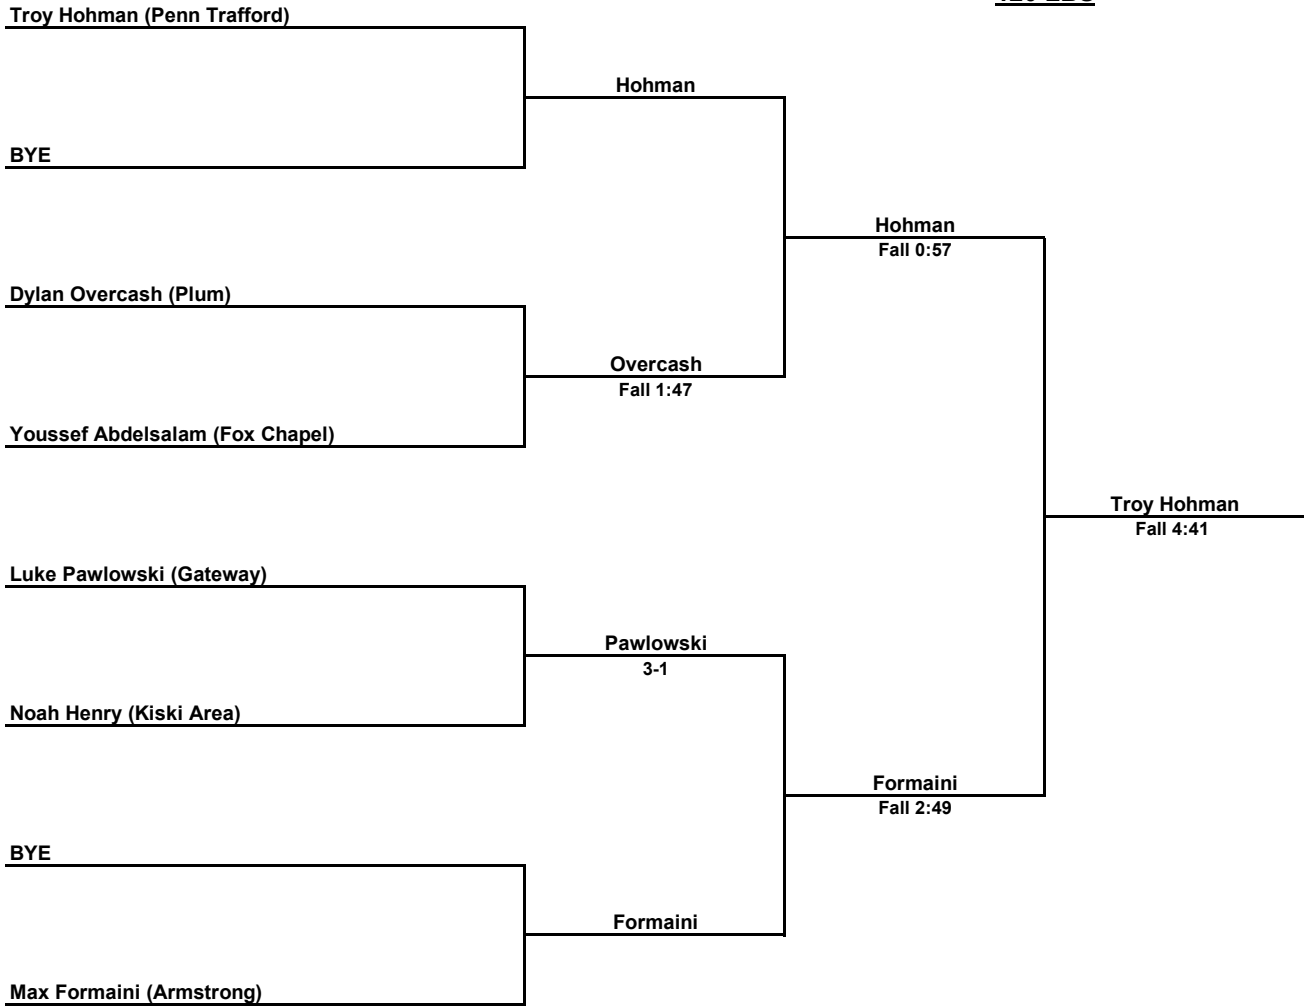 Troy Hohman (Penn Trafford)
Hohman
BYE
Hohman
Fall 0:57
Dylan Overcash (Plum)
Overcash
Fall 1:47
Youssef Abdelsalam (Fox Chapel)
Troy Hohman
Fall 4:41
Luke Pawlowski (Gateway)
Pawlowski
3-1
Noah Henry (Kiski Area)
Formaini
Fall 2:49
BYE
Formaini
Max Formaini (Armstrong)